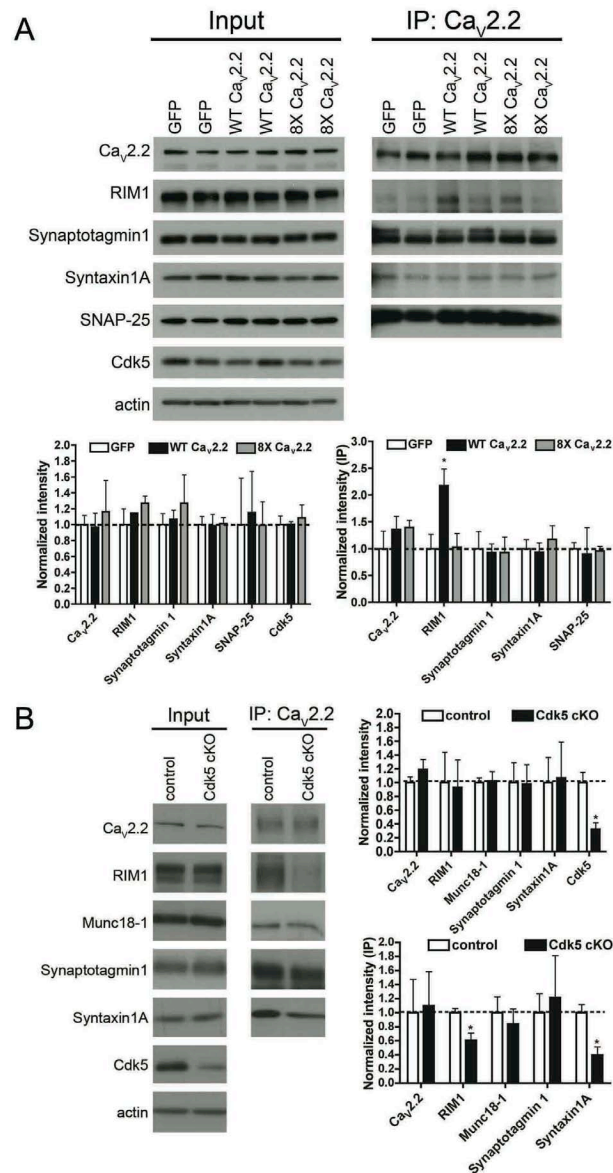 A
Input
IP: CaV2.2
GFP
GFP
WT CaV2.2
WT CaV2.2
8X CaV2.2
8X CaV2.2
GFP
GFP
WT CaV2.2
WT CaV2.2
8X CaV2.2
8X CaV2.2
CaV2.2
RIM1
Synaptotagmin1
Syntaxin1A
SNAP-25
Cdk5
actin
GFP WT CaV2.2 8X CaV2.2
Normalized intensity
2.0
1.8
1.6
1.4
1.2
1.0
0.8
0.6
0.4
0.2
0.0
CaV2.2
RIM1
Synaptotagmin 1
Syntaxin1A
SNAP-25
Cdk5
GFP WT CaV2.2 8X CaV2.2
Normalized intensity (IP)
3.0
2.5
2.0
1.5
1.0
0.5
0.0
*
CaV2.2
RIM1
Synaptotagmin 1
Syntaxin1A
SNAP-25
B
Input
IP: CaV2.2
control
Cdk5 cKO
control
Cdk5 cKO
CaV2.2
RIM1
Munc18-1
Synaptotagmin1
Syntaxin1A
Cdk5
actin
control Cdk5 cKO
Normalized intensity
2.0
1.8
1.6
1.4
1.2
1.0
0.8
0.6
0.4
0.2
0.0
*
CaV2.2
RIM1
Munc18-1
Synaptotagmin 1
Syntaxin1A
Cdk5
control Cdk5 cKO
Normalized intensity (IP)
2.0
1.8
1.6
1.4
1.2
1.0
0.8
0.6
0.4
0.2
0.0
*
*
CaV2.2
RIM1
Munc18-1
Synaptotagmin 1
Syntaxin1A